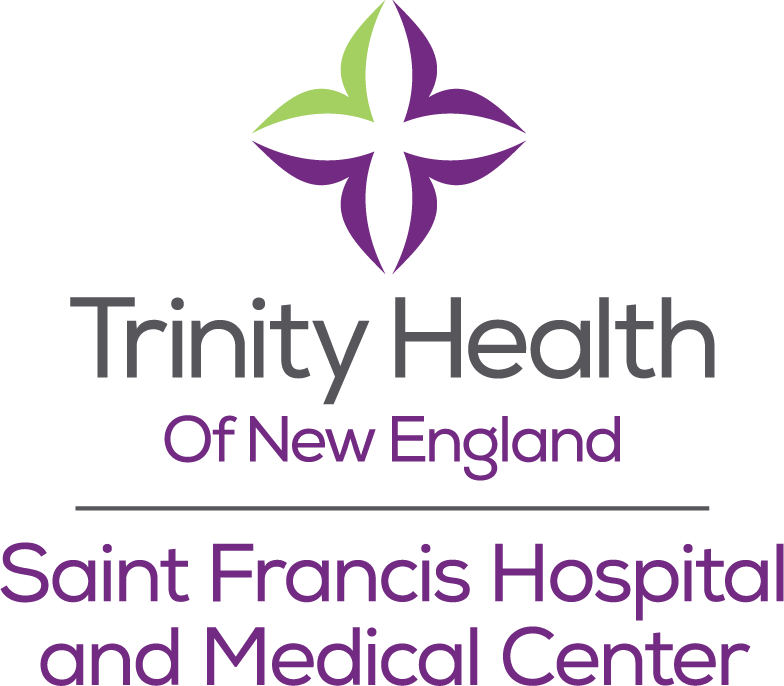 Trinity Health
Of New England
Saint Francis Hospital
and Medical Center